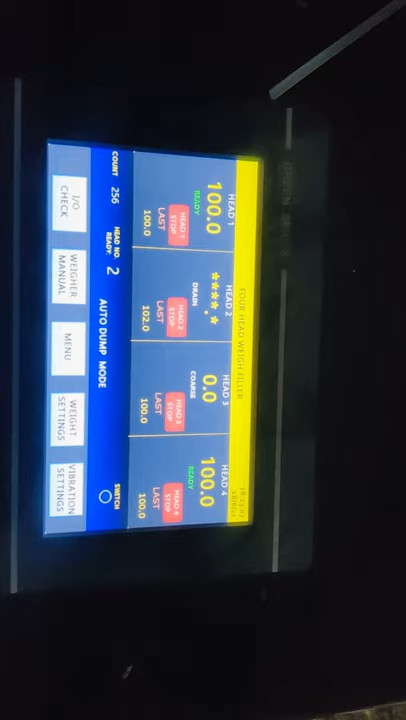 FOUR HEAD WEIGH FILLER
HEAD 1
100.0
READY
HEAD 1
STOP
LAST
100.0
HEAD 2
****.*
DRAIN
HEAD 2
STOP
LAST
102.0
HEAD 3
0.0
COARSE
HEAD 3
STOP
LAST
100.0
HEAD 4
100.0
READY
HEAD 4
STOP
LAST
100.0
COUNT 256 HEAD NO. READY: 2 AUTO DUMP MODE SWITCH
I/O CHECK
WEIGHER MANUAL
MENU
WEIGHT SETTINGS
VIBRATION SETTINGS